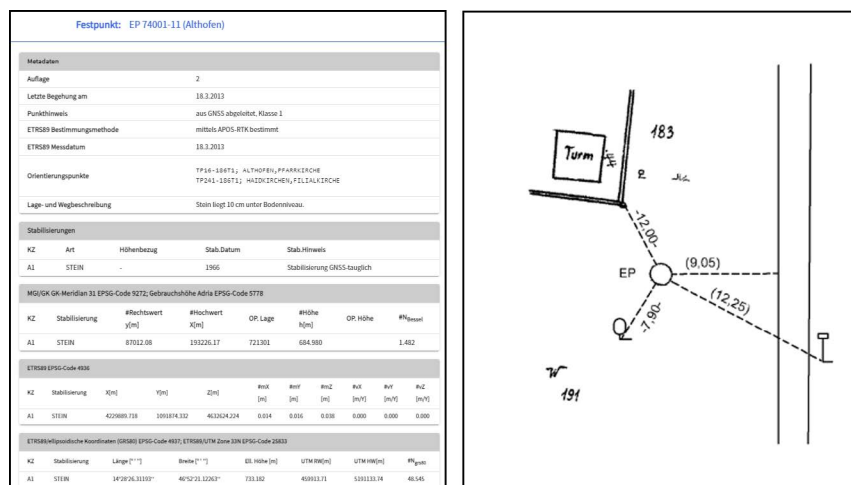 Festpunkt: EP 74001-11 (Althofen)
Metadaten
Auflage 2
Letzte Begehung am 18.3.2013
Punkthinweis aus GNSS abgeleitet, Klasse 1
ETRS89 Bestimmungsmethode mittels APOS-RTK bestimmt
ETRS89 Messdatum 18.3.2013
Orientierungspunkte TP16-186T1; ALTHOFEN,PFARRKIRCHE
TP241-186T1; HAIDKIRCHEN,FILIALKIRCHE
Lage- und Wegbeschreibung Stein liegt 10 cm unter Bodenniveau.
Stabilisierungen
KZ Art Höhenbezug Stab.Datum Stab.Hinweis
A1 STEIN - 1966 Stabilisierung GNSS-tauglich
MGI/GK GK-Meridian 31 EPSG-Code 9272; Gebrauchshöhe Adria EPSG-Code 5778
KZ Stabilisierung #Rechtswert y[m] #Hochwert X[m] OP. Lage #Höhe h[m] OP. Höhe #NBessel
A1 STEIN 87012.08 193226.17 721301 684.980 1.482
ETRS89 EPSG-Code 4936
KZ Stabilisierung X[m] Y[m] Z[m] #mX [m] #mY [m] #mZ [m] #vX [m/Y] #vY [m/Y] #vZ [m/Y]
A1 STEIN 4229889.718 1091874.332 4632624.224 0.014 0.016 0.018 0.000 0.000 0.000
ETRS89/ellipsoidische Koordinaten (GRS80) EPSG-Code 4937; ETRS89/UTM Zone 33N EPSG-Code 25833
KZ Stabilisierung Länge [° ' "] Breite [° ' "] Ell. Höhe [m] UTM RW[m] UTM HW[m] #Ngrs80
A1 STEIN 14°28'26.31193'' 46°52'21.12263'' 733.182 459913.71 5191133.74 48.545
183
Turm
-12,00-
EP
(9,05)
(12,25)
-7,90-
W
191